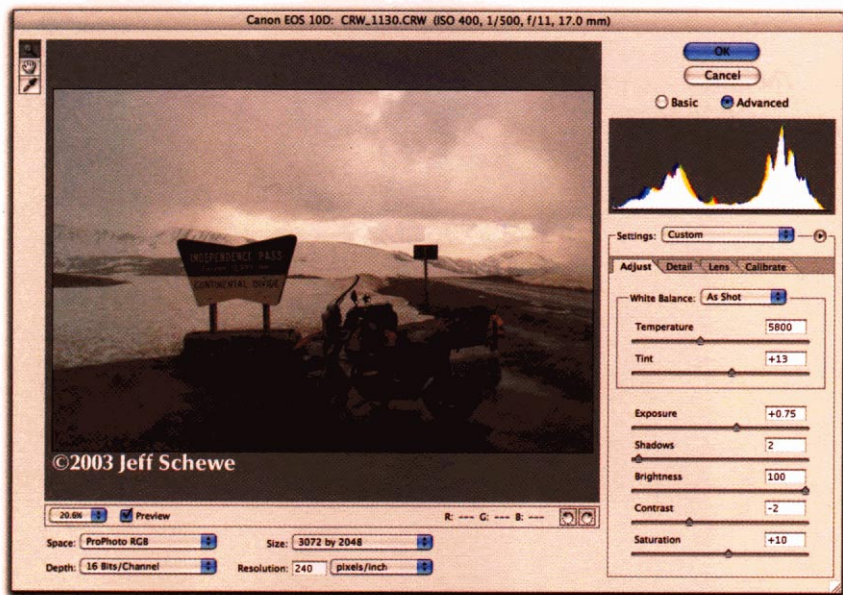 Canon EOS 10D: CRW_1130.CRW (ISO 400, 1/500, f/11, 17.0 mm)
OK
Cancel
Basic Advanced
Settings: Custom
Adjust Detail Lens Calibrate
White Balance: As Shot
Temperature 5800
Tint +13
Exposure +0.75
Shadows 2
Brightness 100
Contrast -2
Saturation +10
INDEPENDENCE PASS
CONTINENTAL DIVIDE
©2003 Jeff Schewe
20.6% Preview R: --- G: --- B: ---
Space: ProPhoto RGB Size: 3072 by 2048
Depth: 16 Bits/Channel Resolution: 240 pixels/inch